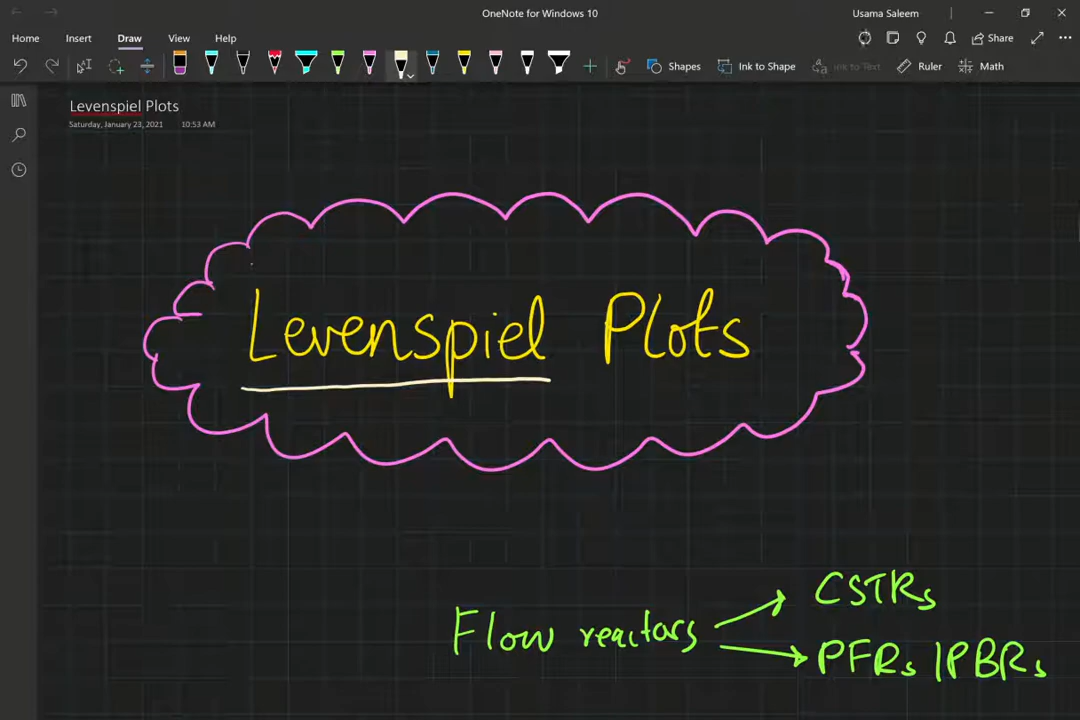 OneNote for Windows 10
Usama Saleem
Home Insert Draw View Help
Share
Shapes Ink to Shape Ink to Text Ruler Math
Levenspiel Plots
Saturday, January 23, 2021 10:53 AM
Levenspiel Plots
Flow reactors
CSTRs
PFRs | PBRs